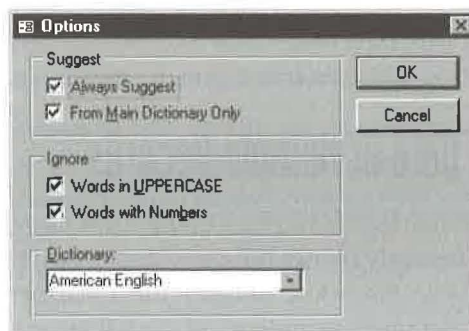 Options
Suggest
Always Suggest
From Main Dictionary Only
OK
Cancel
Ignore
Words in UPPERCASE
Words with Numbers
Dictionary:
American English